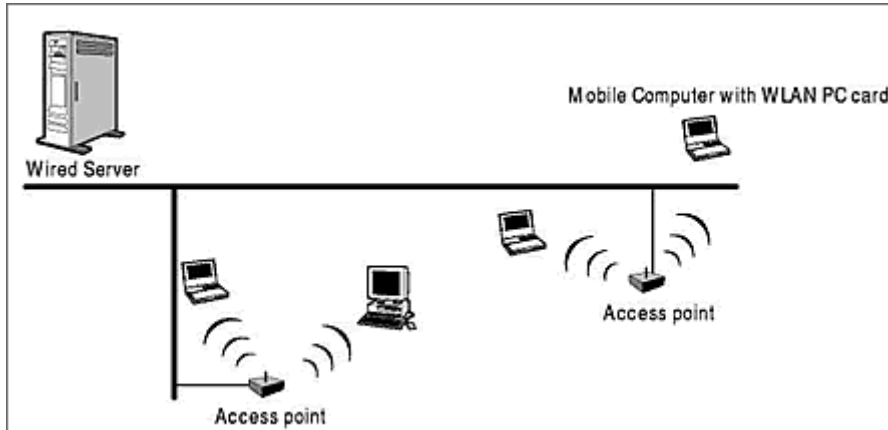 Mobile Computer with WLAN PC card
Wired Server
Access point
Access point